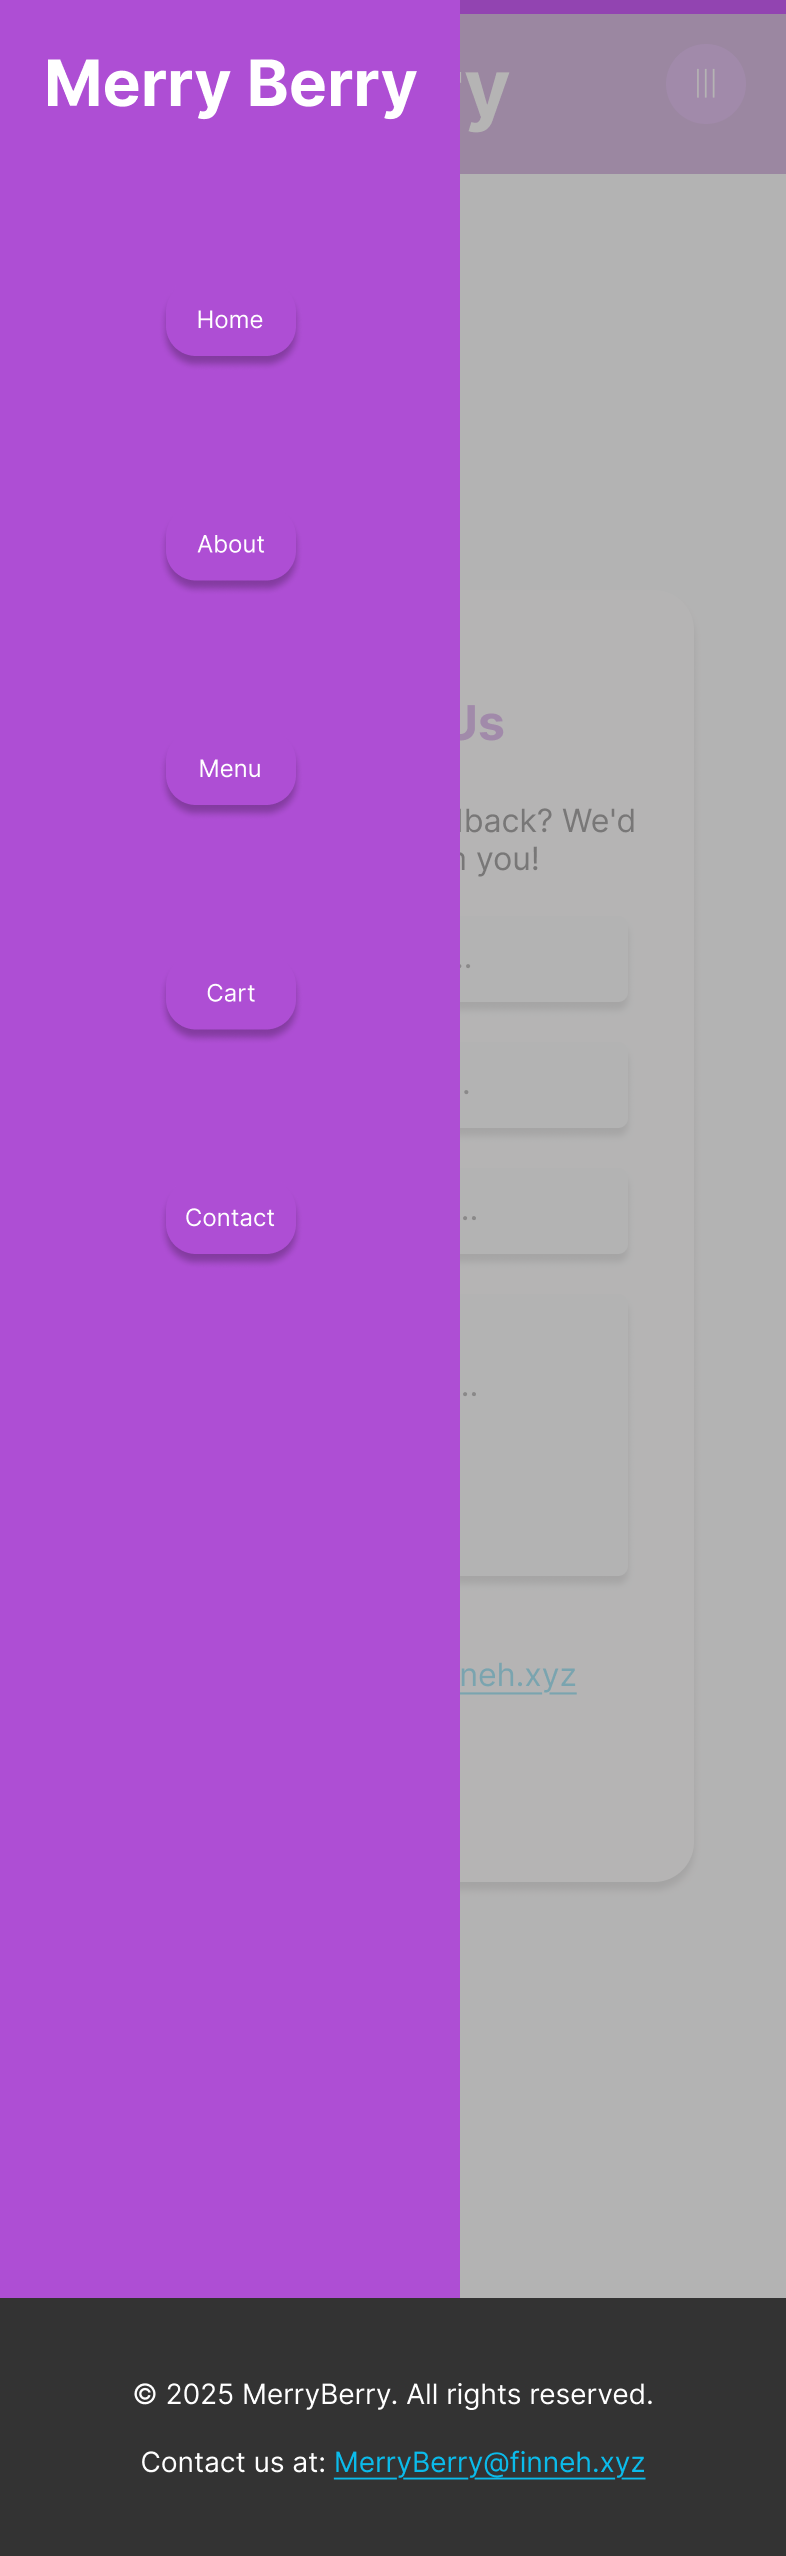 Merry Berry
y
Home
About
Menu
Us
back? We'd
you!
Cart
..
.
Contact
..
..
neh.xyz
© 2025 MerryBerry. All rights reserved.
Contact us at: MerryBerry@finneh.xyz